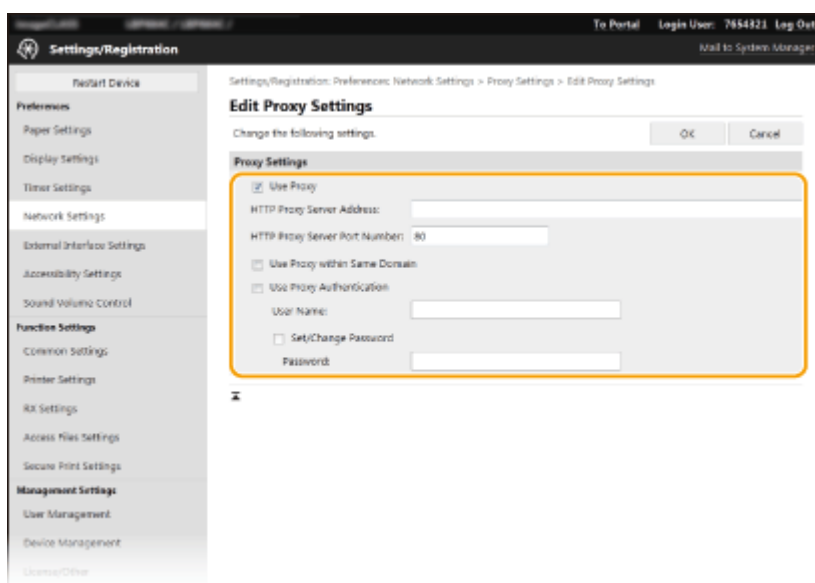 To Portal Login User: 7654321 Log Out
Settings/Registration
Mail to System Manager
Restart Device
Preferences
Paper Settings
Display Settings
Timer Settings
Network Settings
External Interface Settings
Accessibility Settings
Sound Volume Control
Function Settings
Common Settings
Printer Settings
RX Settings
Access Files Settings
Secure Print Settings
Management Settings
User Management
Device Management
License/Other
Settings/Registration: Preferences: Network Settings > Proxy Settings > Edit Proxy Settings
Edit Proxy Settings
Change the following settings.
OK Cancel
Proxy Settings
Use Proxy
HTTP Proxy Server Address:
HTTP Proxy Server Port Number: 80
Use Proxy within Same Domain
Use Proxy Authentication
User Name:
Set/Change Password
Password: